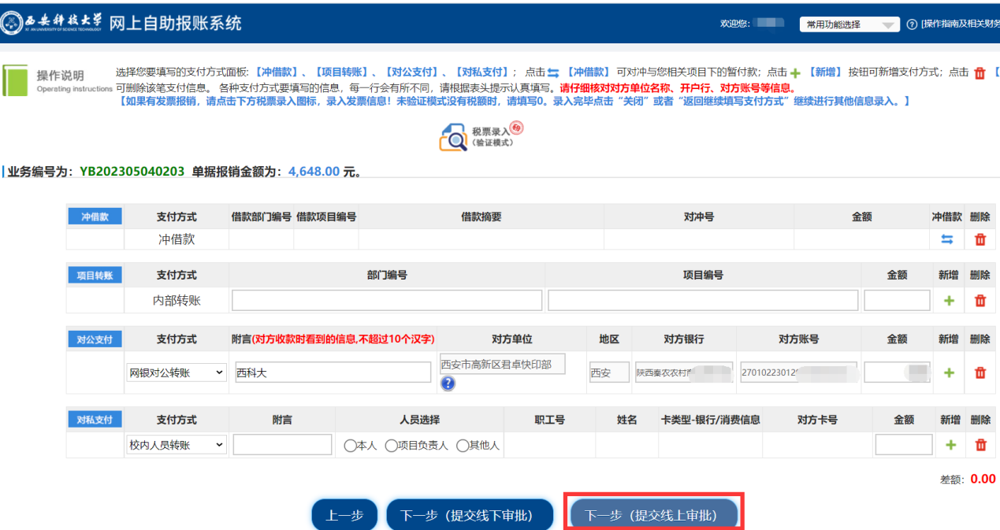 西安科技大学 网上自助报账系统 欢迎您: 常用功能选择 ? [操作指南及相关财务
XI'AN UNIVERSITY OF SCIENCE AND TECHNOLOGY
操作说明
Operating instructions
选择您要填写的支付方式面板:【冲借款】、【项目转账】、【对公支付】、【对私支付】; 点击 【冲借款】 可对冲与您相关项目下的暂付款; 点击 【新增】 按钮可新增支付方式; 点击 【
可删除该笔支付信息。 各种支付方式要填写的信息, 每一行会有所不同, 请根据表头提示认真填写。请仔细核对对方单位名称、开户行、对方账号等信息。
【如果有发票报销, 请点击下方税票录入图标, 录入发票信息! 未验证模式没有税额时, 请填写0。录入完毕点击 “关闭” 或者 “返回继续填写支付方式” 继续进行其他信息录入。】
税票录入
(验证模式)
业务编号为: YB202305040203 单据报销金额为: 4,648.00 元。
冲借款 支付方式 借款部门编号 借款项目编号 借款摘要 对冲号 金额 冲借款 删除
冲借款
项目转账 支付方式 部门编号 项目编号 金额 新增 删除
内部转账
对公支付 支付方式 附言(对方收款时看到的信息,不超过10个汉字) 对方单位 地区 对方银行 对方账号 金额 新增 删除
网银对公转账 西科大 西安市高新区君卓快印部 西安 陕西秦农农村 2701022301
?
对私支付 支付方式 附言 人员选择 职工号 姓名 卡类型-银行/消费信息 对方卡号 金额 新增 删除
校内人员转账 本人 项目负责人 其他人
差额: 0.00
上一步 下一步 (提交线下审批) 下一步 (提交线上审批)